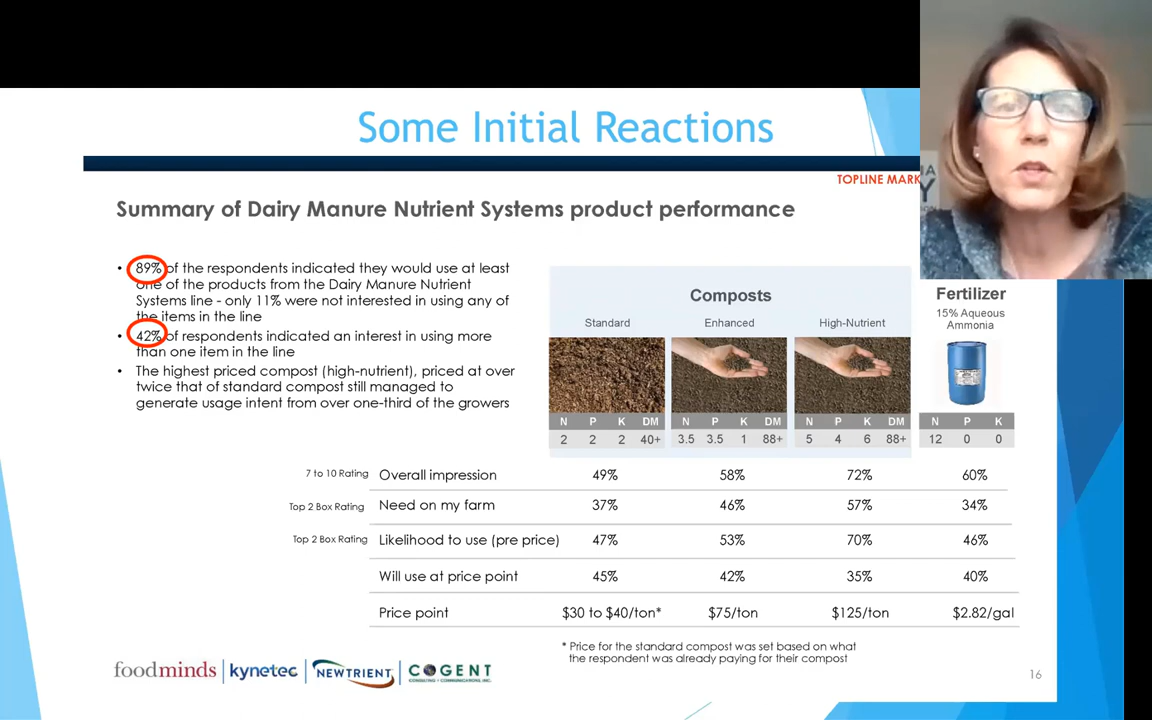 Some Initial Reactions
TOPLINE MARK
Summary of Dairy Manure Nutrient Systems product performance
• 89% of the respondents indicated they would use at least
one of the products from the Dairy Manure Nutrient
Systems line - only 11% were not interested in using any of
the items in the line
• 42% of respondents indicated an interest in using more
than one item in the line
• The highest priced compost (high-nutrient), priced at over
twice that of standard compost still managed to
generate usage intent from over one-third of the growers
Composts
Standard Enhanced High-Nutrient
Fertilizer
15% Aqueous
Ammonia
N P K DM N P K DM N P K DM N P K
2 2 2 40+ 3.5 3.5 1 88+ 5 4 6 88+ 12 0 0
7 to 10 Rating Overall impression 49% 58% 72% 60%
Top 2 Box Rating Need on my farm 37% 46% 57% 34%
Top 2 Box Rating Likelihood to use (pre price) 47% 53% 70% 46%
Will use at price point 45% 42% 35% 40%
Price point $30 to $40/ton* $75/ton $125/ton $2.82/gal
* Price for the standard compost was set based on what
the respondent was already paying for their compost
foodminds kynetec NEWTRIENT COGENT
CONSULTING + COMMUNICATIONS, INC.
16